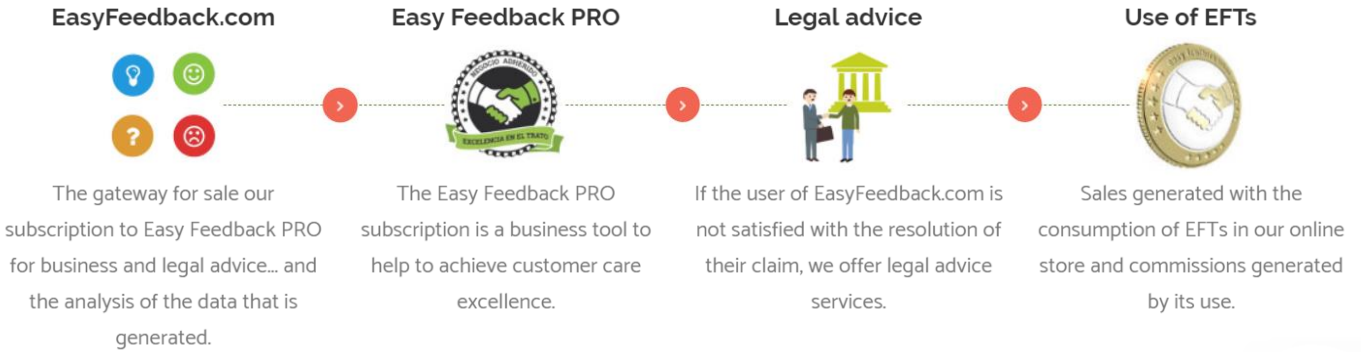 EasyFeedback.com
The gateway for sale our
subscription to Easy Feedback PRO
for business and legal advice... and
the analysis of the data that is
generated.
Easy Feedback PRO
NEGOCIO ADHERIDO
EXCELENCIA EN EL TRATO
The Easy Feedback PRO
subscription is a business tool to
help to achieve customer care
excellence.
Legal advice
If the user of EasyFeedback.com is
not satisfied with the resolution of
their claim, we offer legal advice
services.
Use of EFTs
Sales generated with the
consumption of EFTs in our online
store and commissions generated
by its use.